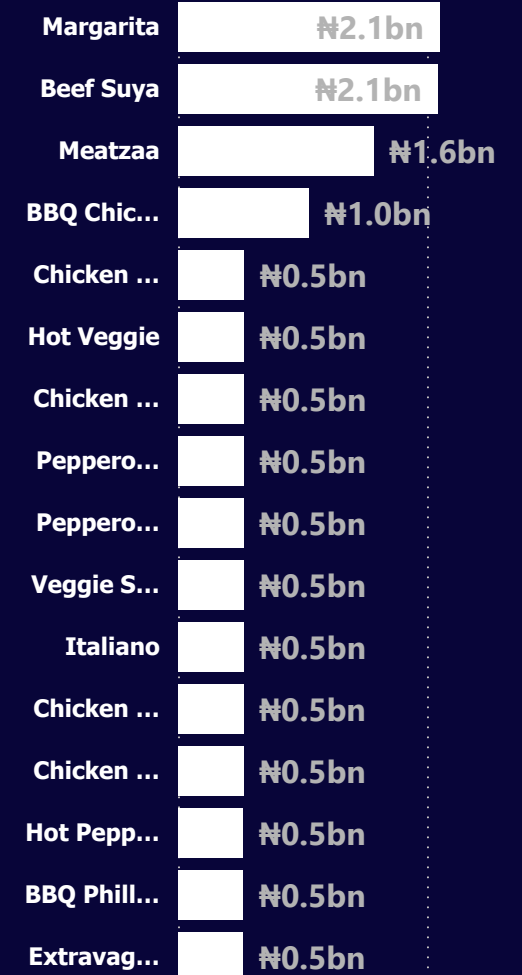 Margarita ₦2.1bn
Beef Suya ₦2.1bn
Meatzaa ₦1.6bn
BBQ Chic... ₦1.0bn
Chicken ... ₦0.5bn
Hot Veggie ₦0.5bn
Chicken ... ₦0.5bn
Peppero... ₦0.5bn
Peppero... ₦0.5bn
Veggie S... ₦0.5bn
Italiano ₦0.5bn
Chicken ... ₦0.5bn
Chicken ... ₦0.5bn
Hot Pepp... ₦0.5bn
BBQ Phill... ₦0.5bn
Extravag... ₦0.5bn